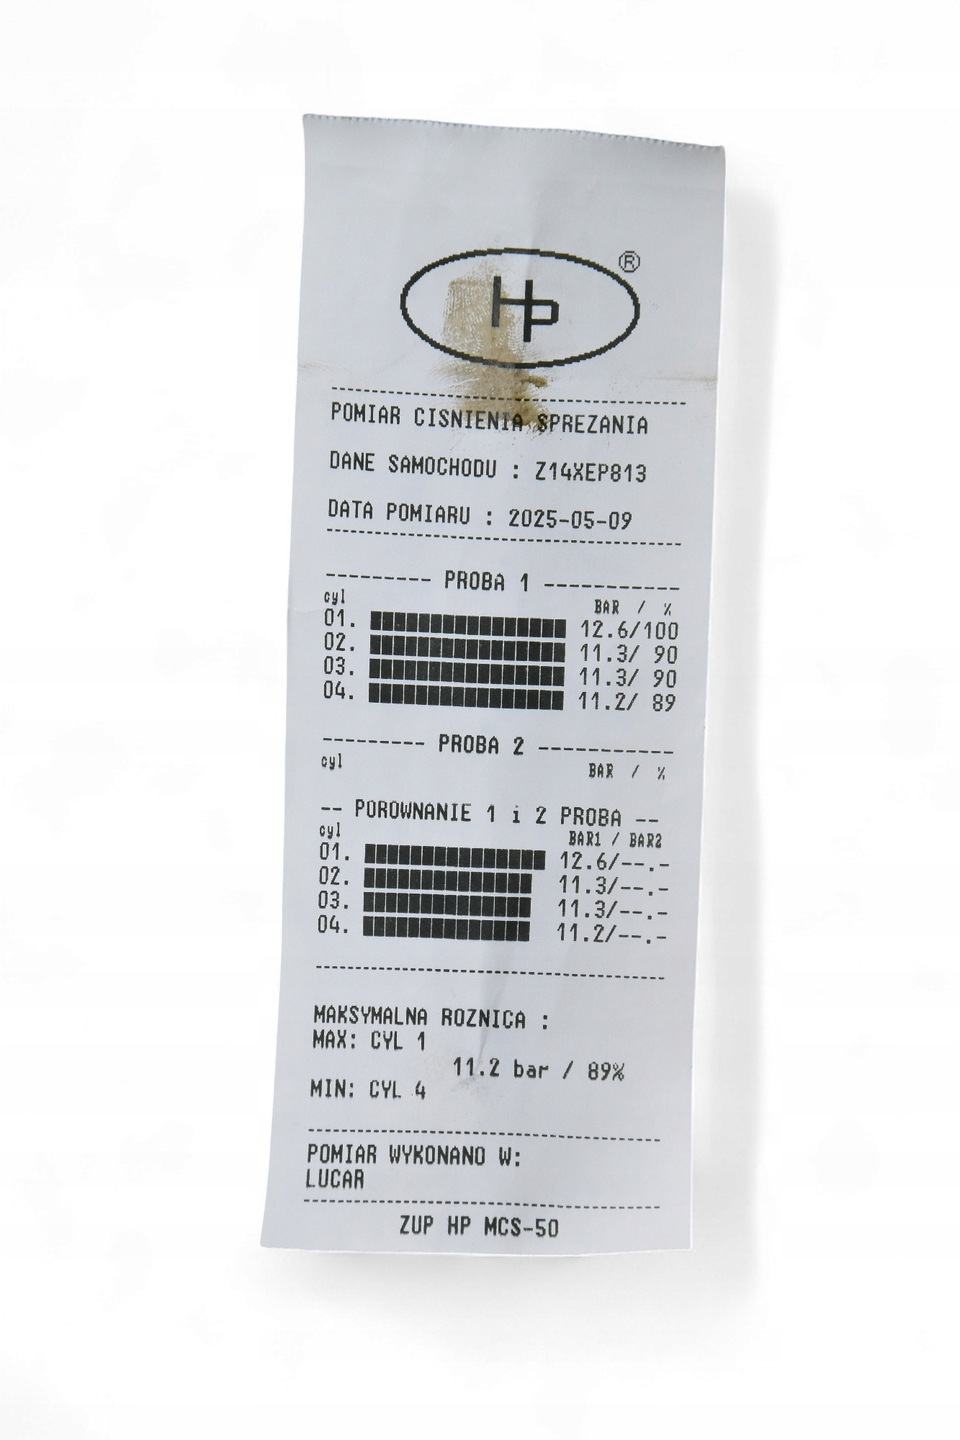 Hp ®
POMIAR CISNIENIA SPREZANIA
DANE SAMOCHODU : Z14XEP813
DATA POMIARU : 2025-05-09
--------- PROBA 1 ------------
cyl BAR / %
01. 12.6/100
02. 11.3/ 90
03. 11.3/ 90
04. 11.2/ 89
--------- PROBA 2 ------------
cyl BAR / %
-- POROWNANIE 1 i 2 PROBA --
cyl BAR1 / BAR2
01. 12.6/--.-
02. 11.3/--.-
03. 11.3/--.-
04. 11.2/--.-
MAKSYMALNA ROZNICA :
MAX: CYL 1
11.2 bar / 89%
MIN: CYL 4
POMIAR WYKONANO W:
LUCAR
ZUP HP MCS-50